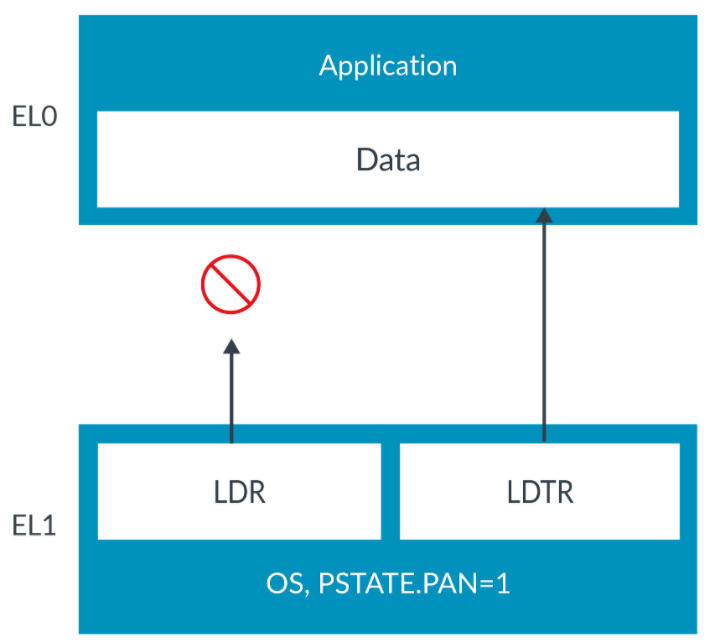 Application
EL0
Data
LDR
LDTR
EL1
OS, PSTATE.PAN=1